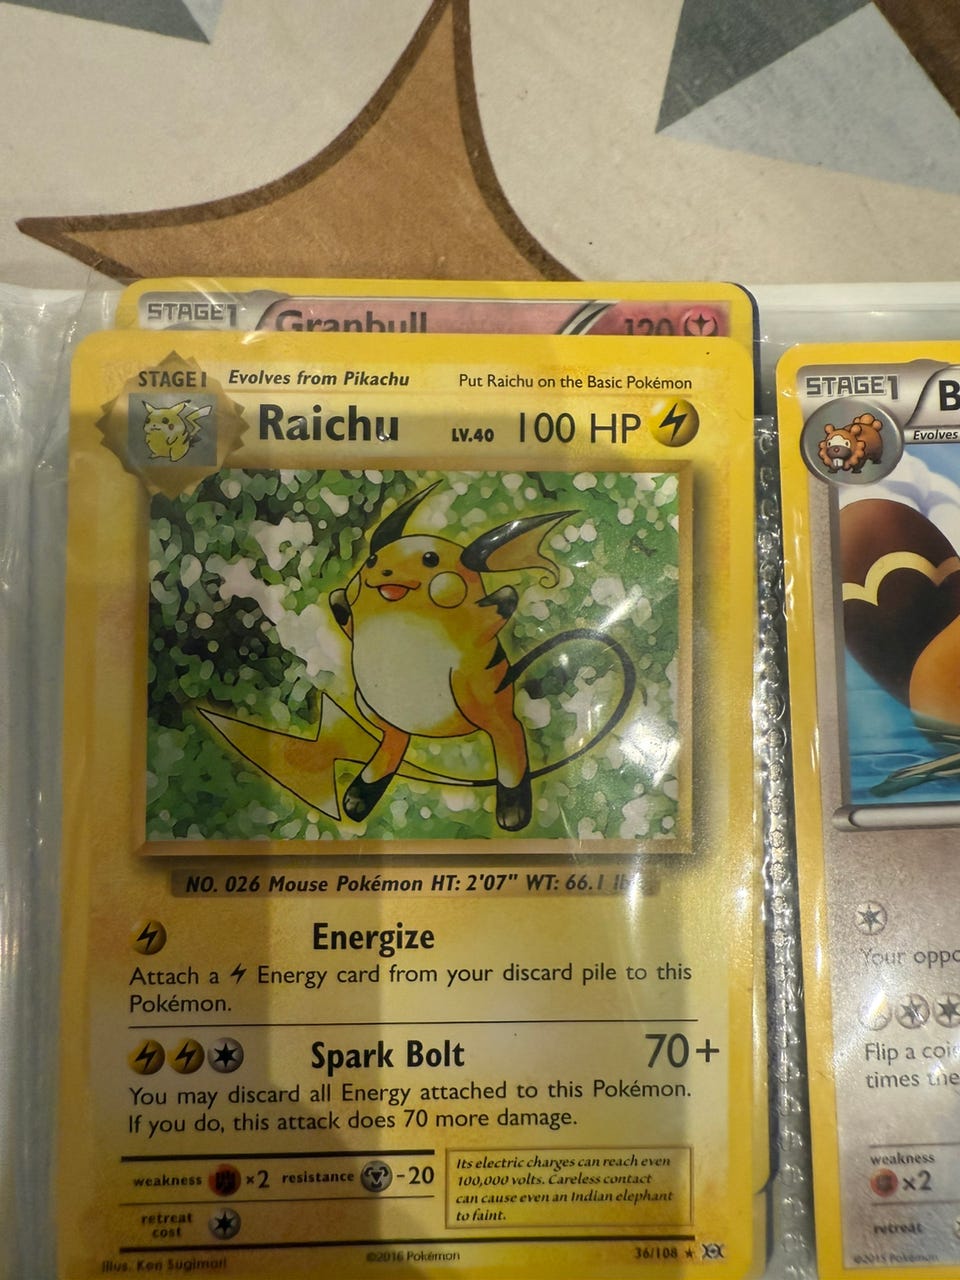 STAGE1
Granbull
120
STAGE 1
Evolves from Pikachu
Put Raichu on the Basic Pokémon
Raichu LV.40 100 HP
NO. 026 Mouse Pokémon HT: 2'07" WT: 66.1 lb
Energize
Attach a Energy card from your discard pile to this
Pokémon.
Spark Bolt 70+
You may discard all Energy attached to this Pokémon.
If you do, this attack does 70 more damage.
weakness ×2 resistance -20
retreat
cost
Its electric charges can reach even
100,000 volts. Careless contact
can cause even an Indian elephant
to faint.
Illus. Ken Sugimori
©2016 Pokémon
36/108 ★
STAGE1
B
Evolves
Your oppo
Flip a coi
times the
weakness
×2
retreat
©2015 Pokémon